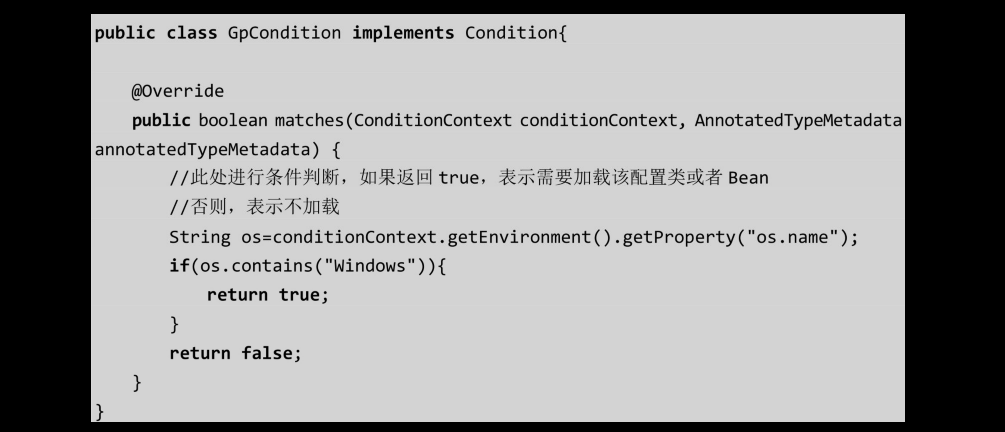 public class GpCondition implements Condition{
@Override
public boolean matches(ConditionContext conditionContext, AnnotatedTypeMetadata
annotatedTypeMetadata) {
//此处进行条件判断，如果返回 true，表示需要加载该配置类或者 Bean
//否则，表示不加载
String os=conditionContext.getEnvironment().getProperty("os.name");
if(os.contains("Windows")){
return true;
}
return false;
}
}